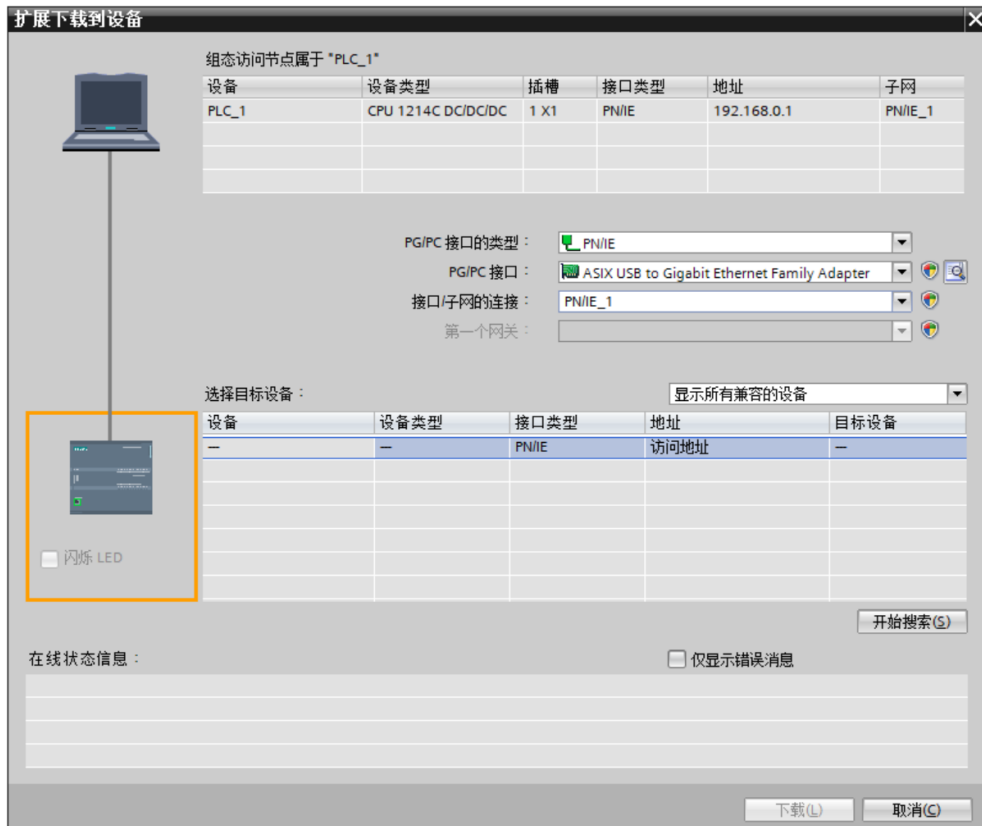 扩展下载到设备
组态访问节点属于 "PLC_1"
设备 设备类型 插槽 接口类型 地址 子网
PLC_1 CPU 1214C DC/DC/DC 1 X1 PN/IE 192.168.0.1 PN/IE_1
PG/PC 接口的类型： PN/IE
PG/PC 接口： ASIX USB to Gigabit Ethernet Family Adapter
接口/子网的连接： PN/IE_1
第一个网关：
选择目标设备： 显示所有兼容的设备
设备 设备类型 接口类型 地址 目标设备
— — PN/IE 访问地址 —
闪烁 LED
开始搜索(S)
在线状态信息： 仅显示错误消息
下载(L) 取消(C)